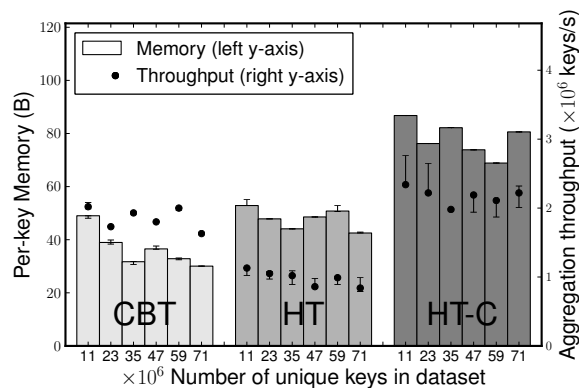 Memory (left y-axis)
Throughput (right y-axis)
Per-key Memory (B)
120
100
80
60
40
20
0
Aggregation throughput (×10⁶ keys/s)
4
3
2
1
0
CBT HT HT-C
11 23 35 47 59 71 11 23 35 47 59 71 11 23 35 47 59 71
×10⁶ Number of unique keys in dataset